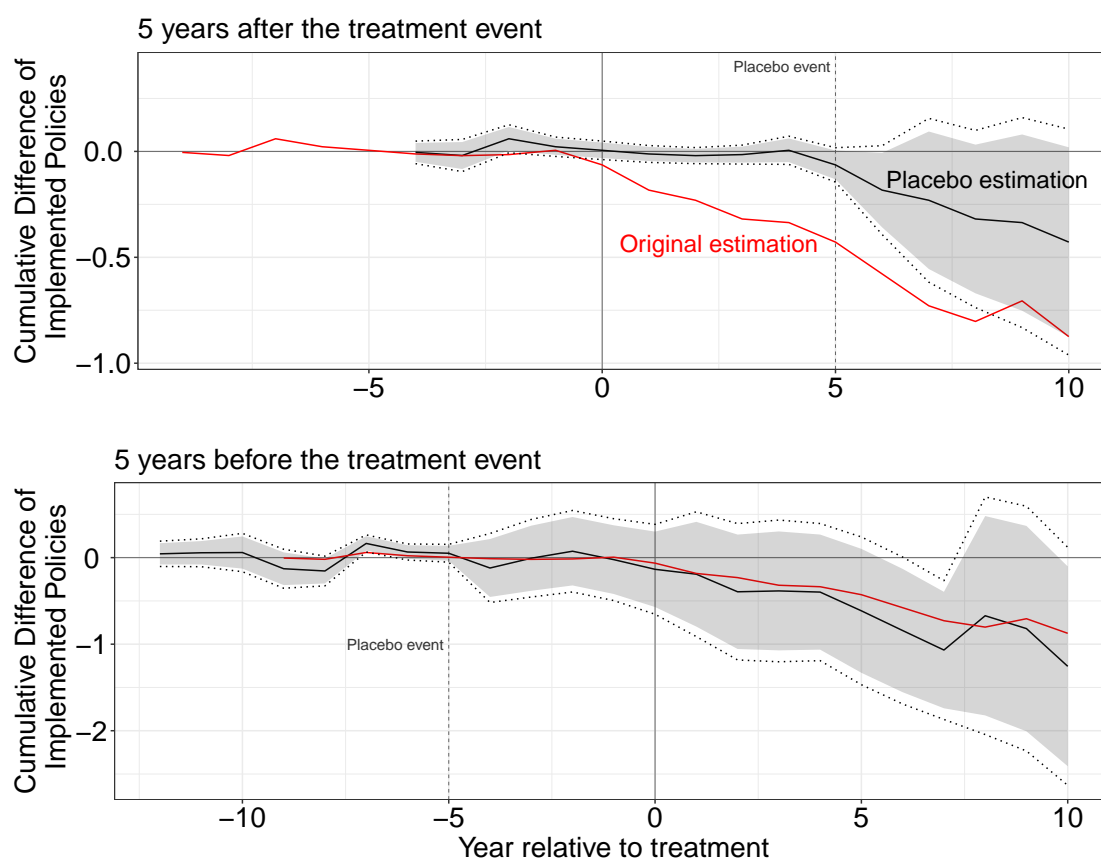 5 years after the treatment event
Placebo event
0.0
Placebo estimation
Original estimation
−0.5
−1.0
Cumulative Difference of
Implemented Policies
−5
0
5
10
5 years before the treatment event
0
Placebo event
−1
−2
Cumulative Difference of
Implemented Policies
−10
−5
0
5
10
Year relative to treatment